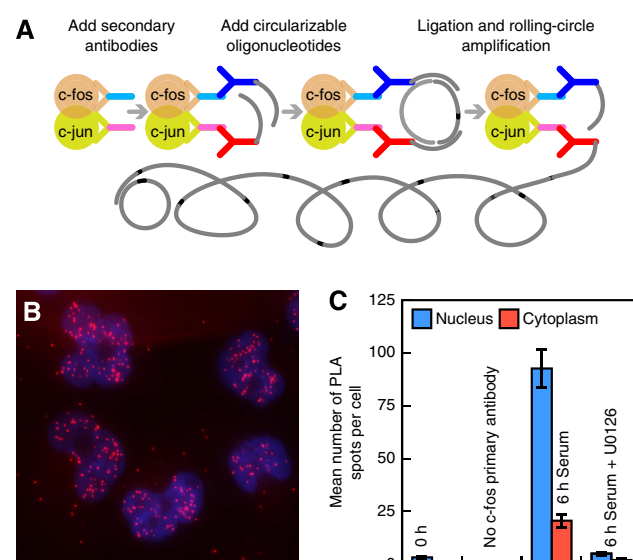 A
Add secondary
antibodies
Add circularizable
oligonucleotides
Ligation and rolling-circle
amplification
c-fos
c-fos
c-fos
c-fos
c-jun
c-jun
c-jun
c-jun
B
C
Mean number of PLA
spots per cell
125
100
75
50
25
Nucleus
Cytoplasm
0 h
No c-fos primary antibody
6 h Serum
6 h Serum + U0126